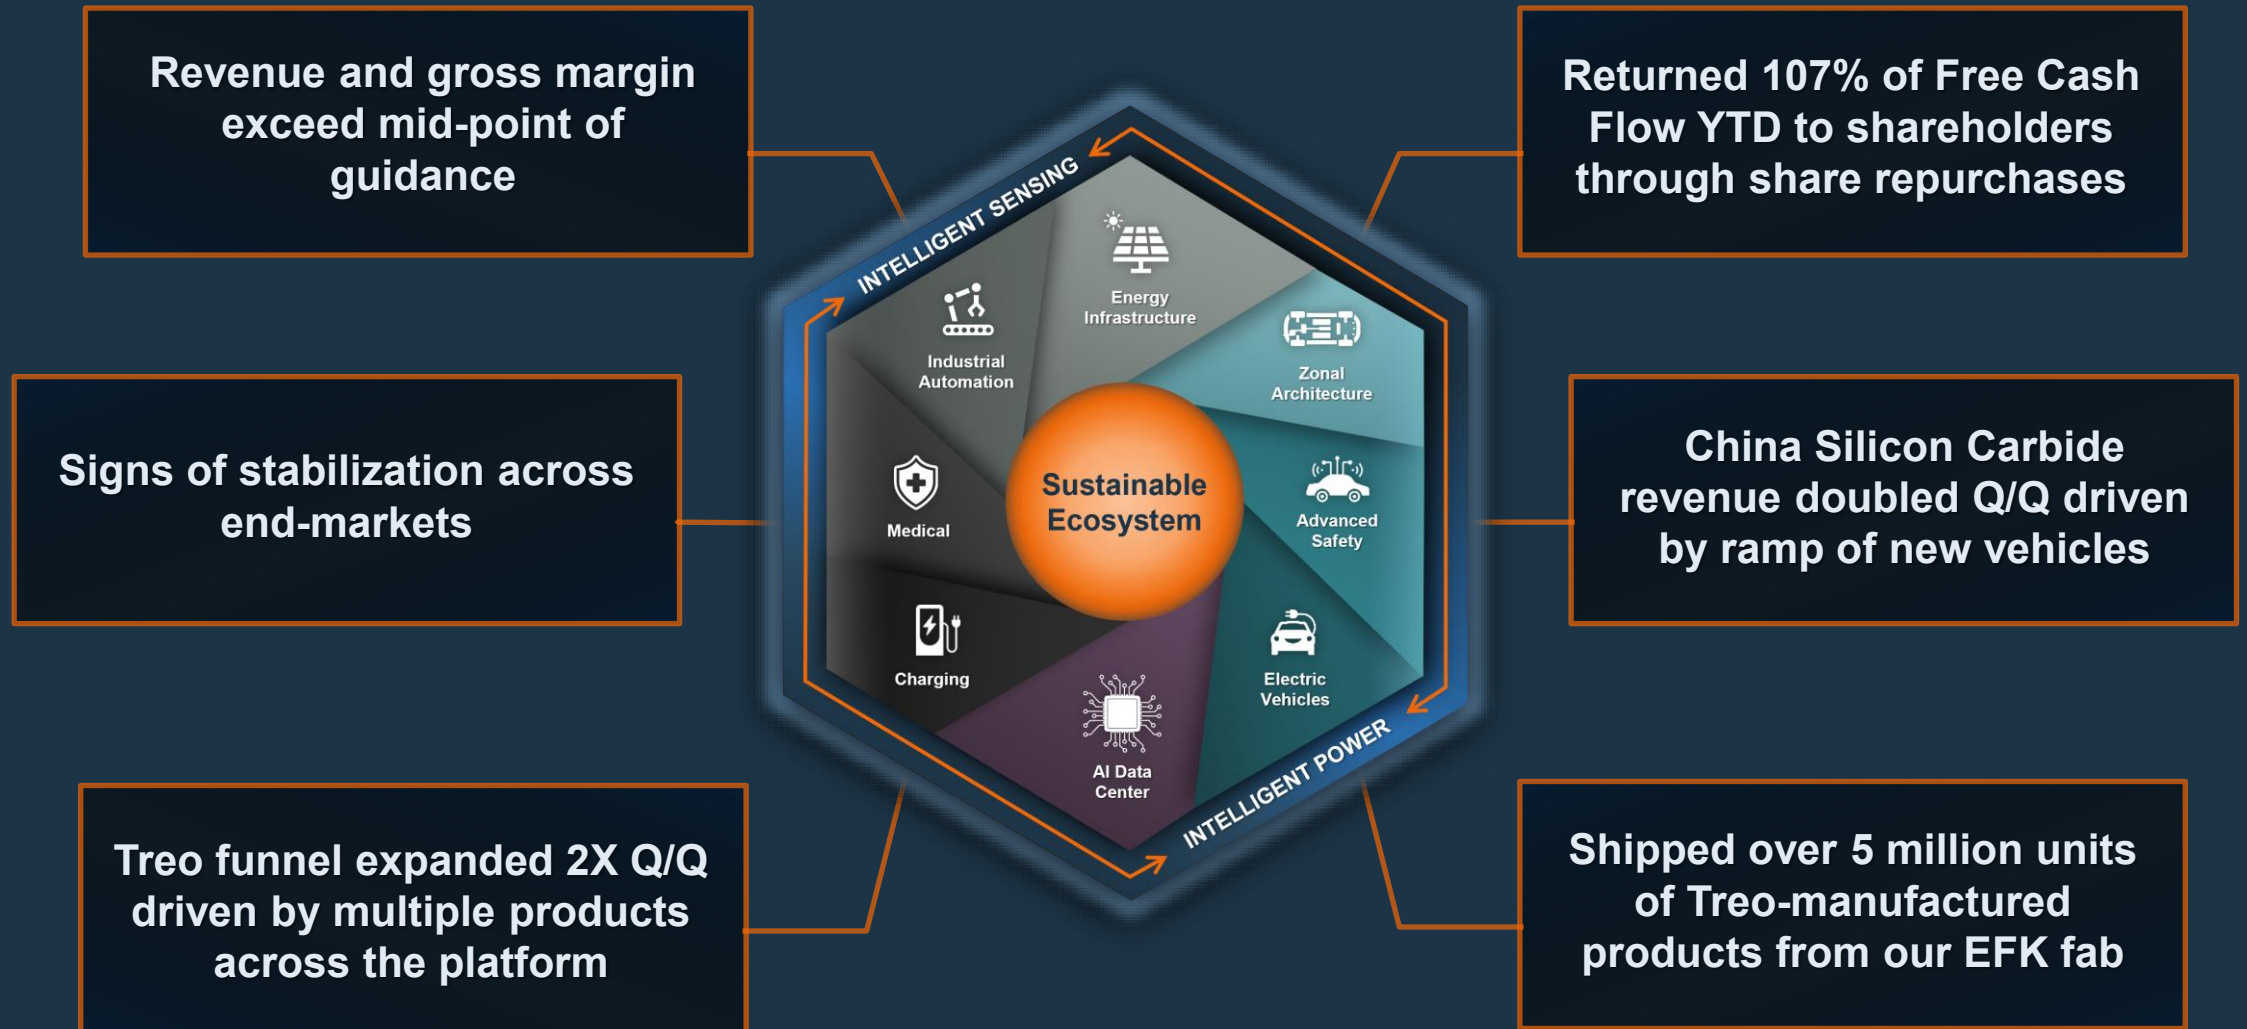 Revenue and gross margin
exceed mid-point of
guidance
Returned 107% of Free Cash
Flow YTD to shareholders
through share repurchases
Signs of stabilization across
end-markets
China Silicon Carbide
revenue doubled Q/Q driven
by ramp of new vehicles
Treo funnel expanded 2X Q/Q
driven by multiple products
across the platform
Shipped over 5 million units
of Treo-manufactured
products from our EFK fab
INTELLIGENT SENSING
Energy
Infrastructure
Zonal
Architecture
Advanced
Safety
Electric
Vehicles
AI Data
Center
Charging
Medical
Industrial
Automation
Sustainable
Ecosystem
INTELLIGENT POWER